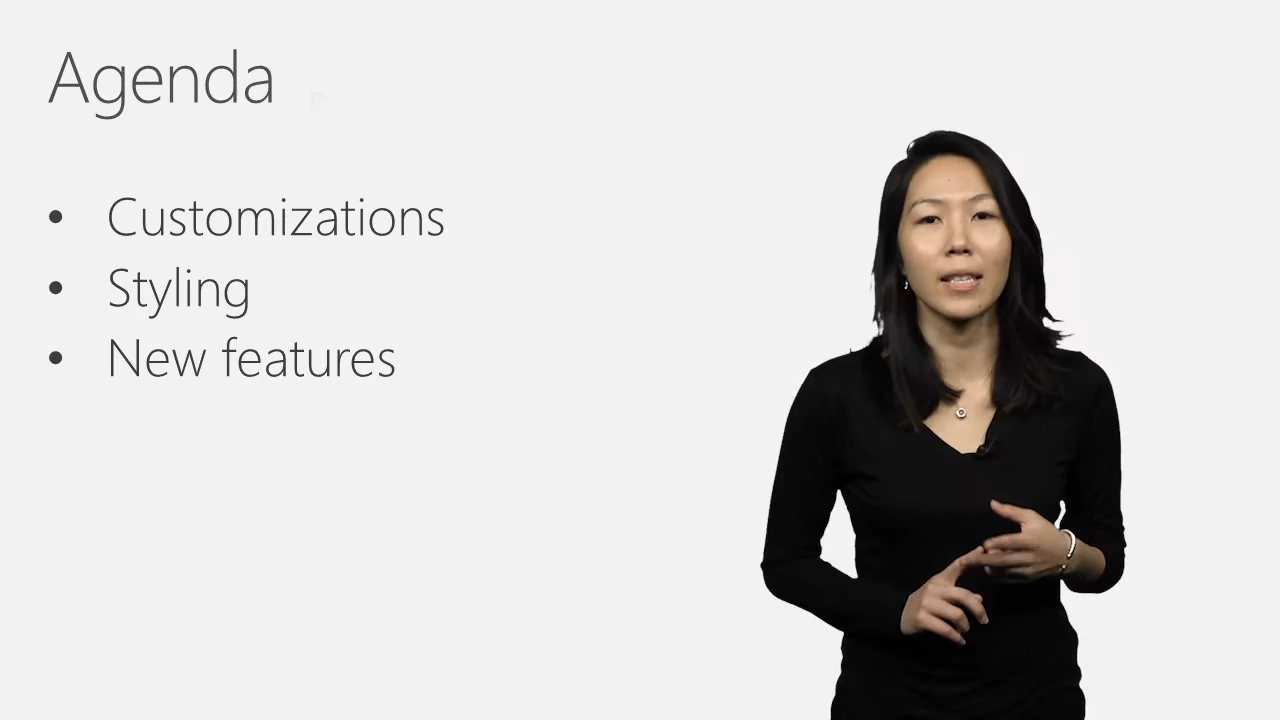 Agenda
• Customizations
• Styling
• New features